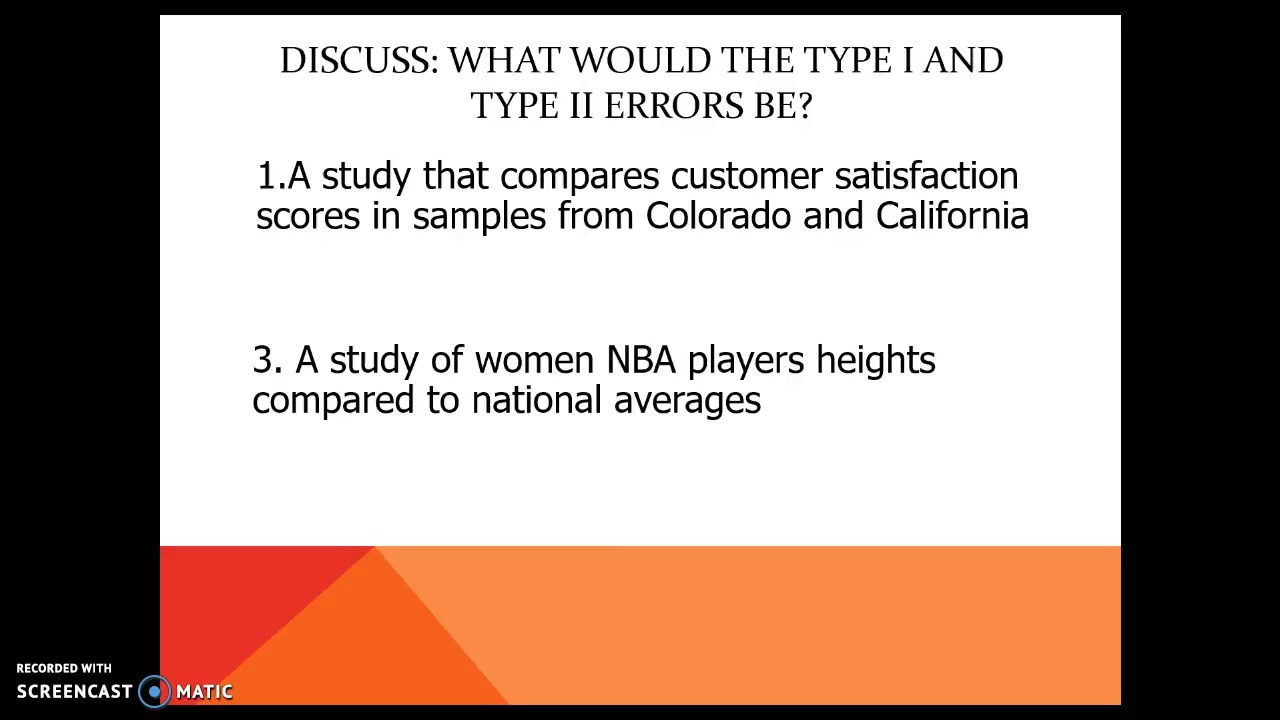 DISCUSS: WHAT WOULD THE TYPE I AND
TYPE II ERRORS BE?
1.A study that compares customer satisfaction
scores in samples from Colorado and California
3. A study of women NBA players heights
compared to national averages
RECORDED WITH
SCREENCAST MATIC